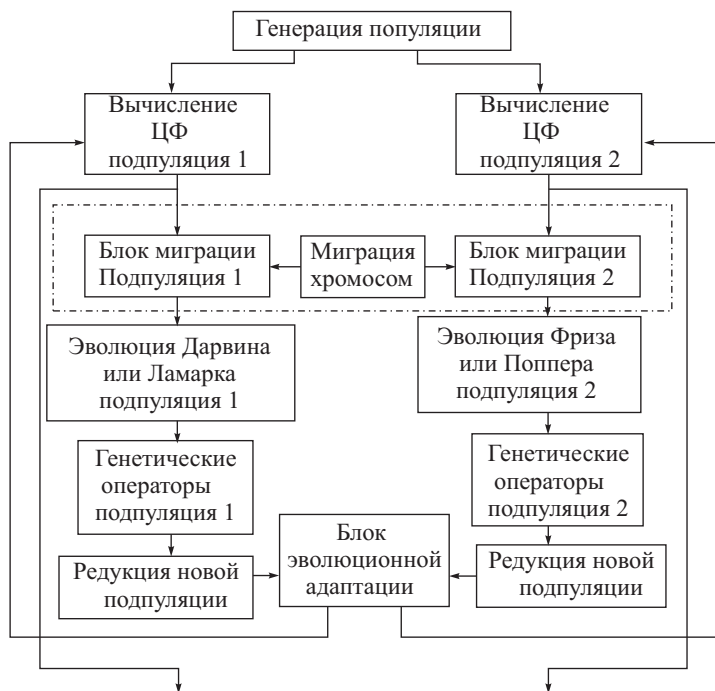 Генерация популяции
Вычисление
ЦФ
подпуляция 1
Вычисление
ЦФ
подпуляция 2
Блок миграции
Подпуляция 1
Миграция
хромосом
Блок миграции
Подпуляция 2
Эволюция Дарвина
или Ламарка
подпуляция 1
Эволюция Фриза
или Поппера
подпуляция 2
Генетические
операторы
подпуляция 1
Генетические
операторы
подпуляция 2
Блок
эволюционной
адаптации
Редукция новой
подпуляции
Редукция новой
подпуляции